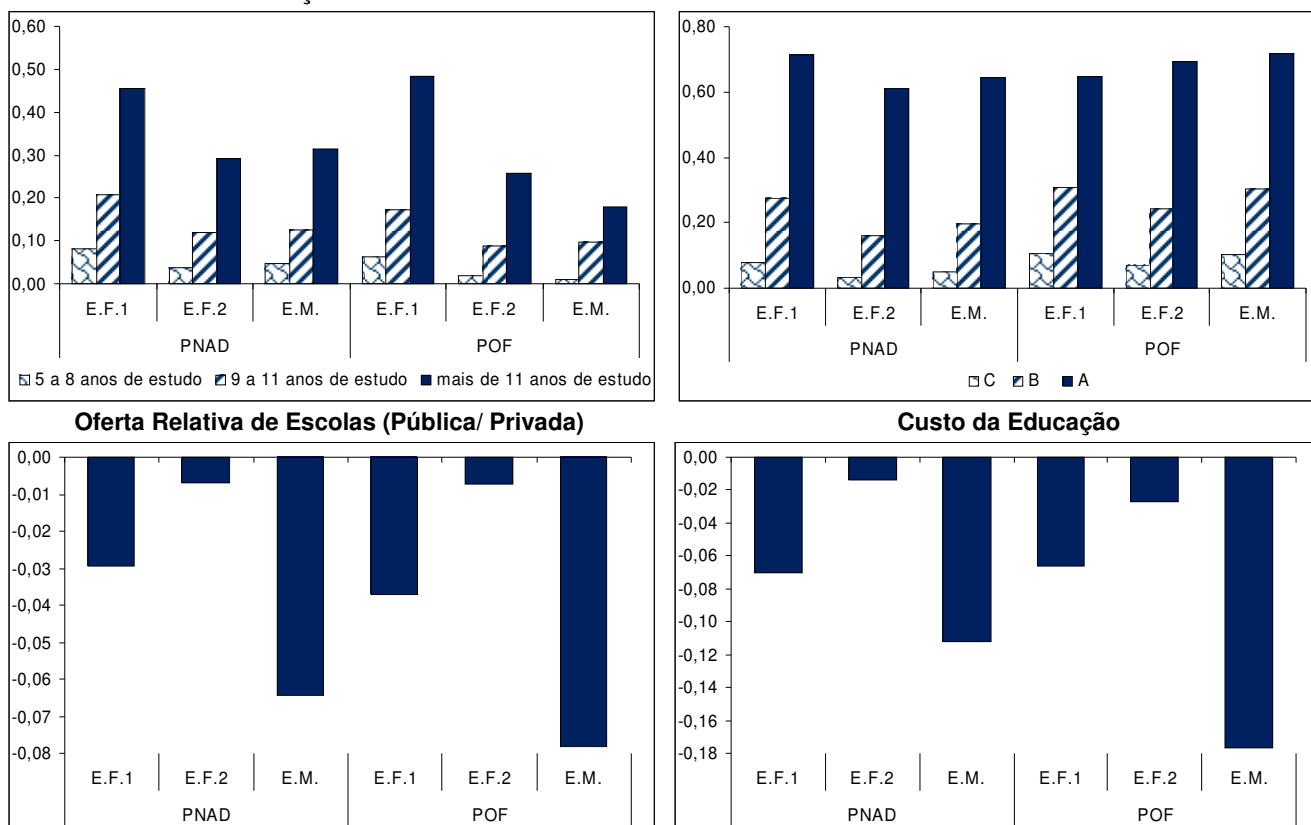 0,60
0,50
0,40
0,30
0,20
0,10
0,00
E.F.1 E.F.2 E.M. E.F.1 E.F.2 E.M.
PNAD POF
5 a 8 anos de estudo 9 a 11 anos de estudo mais de 11 anos de estudo
0,80
0,60
0,40
0,20
0,00
E.F.1 E.F.2 E.M. E.F.1 E.F.2 E.M.
PNAD POF
C B A
Oferta Relativa de Escolas (Pública/ Privada)
0,00
-0,01
-0,02
-0,03
-0,04
-0,05
-0,06
-0,07
-0,08
E.F.1 E.F.2 E.M. E.F.1 E.F.2 E.M.
PNAD POF
Custo da Educação
0,00
-0,02
-0,04
-0,06
-0,08
-0,10
-0,12
-0,14
-0,16
-0,18
E.F.1 E.F.2 E.M. E.F.1 E.F.2 E.M.
PNAD POF